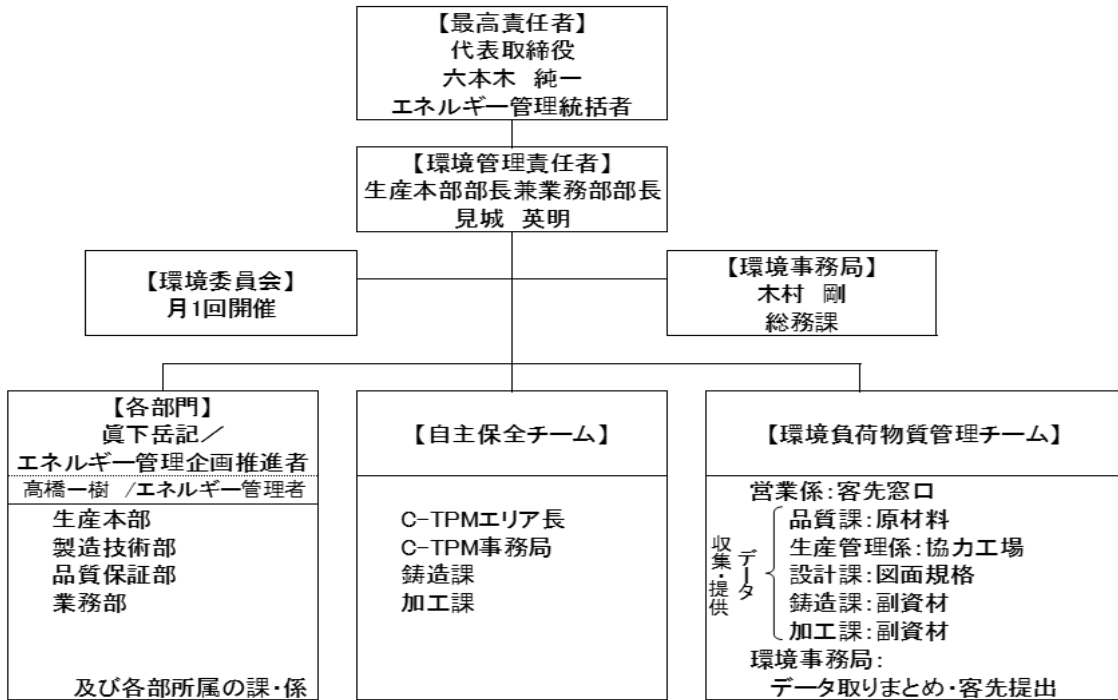 【最高責任者】
代表取締役
六本木 純一
エネルギー管理統括者
【環境管理責任者】
生産本部部長兼業務部部長
見城 英明
【環境委員会】
月1回開催
【環境事務局】
木村 剛
総務課
【各部門】
眞下岳記／
エネルギー管理企画推進者
髙橋一樹 /エネルギー管理者
生産本部
製造技術部
品質保証部
業務部
及び各部所属の課・係
【自主保全チーム】
C-TPMエリア長
C-TPM事務局
鋳造課
加工課
【環境負荷物質管理チーム】
営業係:客先窓口
データ
収集・提供
品質課:原材料
生産管理係:協力工場
設計課:図面規格
鋳造課:副資材
加工課:副資材
環境事務局:
データ取りまとめ・客先提出